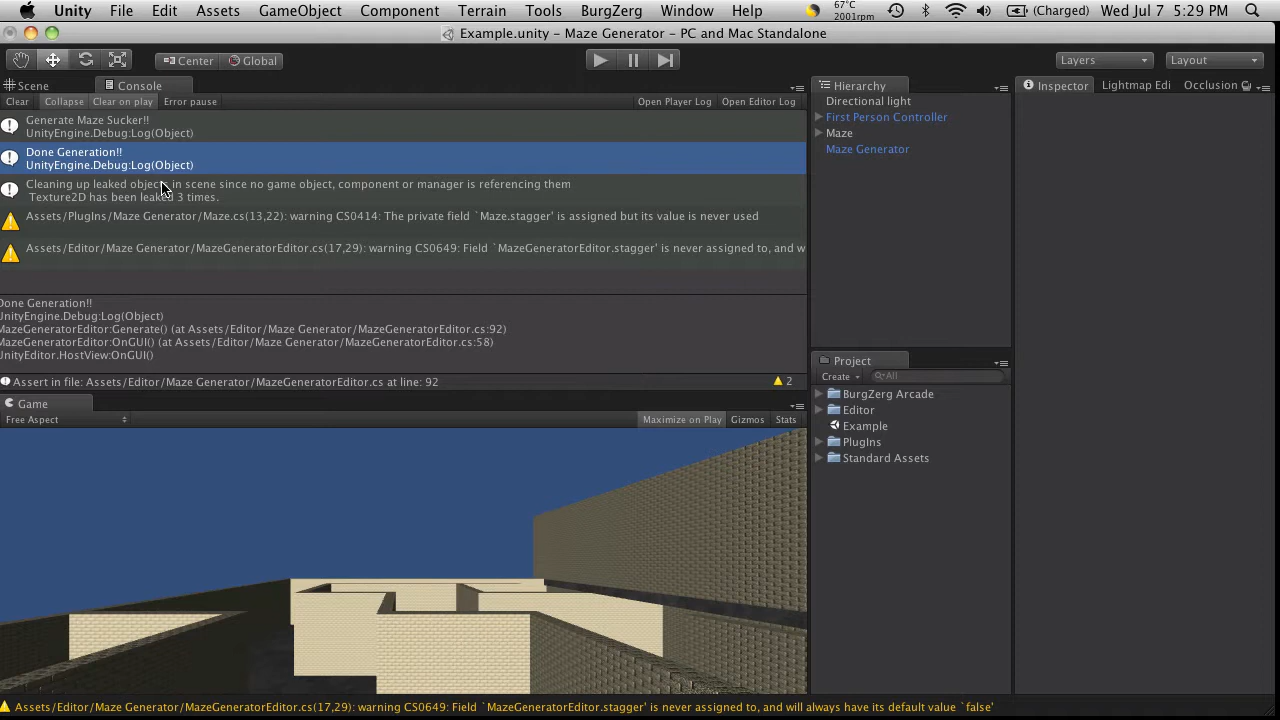 Unity File Edit Assets GameObject Component Terrain Tools BurgZerg Window Help 67°C 2001rpm (Charged) Wed Jul 7 5:29 PM
Example.unity – Maze Generator – PC and Mac Standalone
Center Global Layers Layout
Scene Console
Clear Collapse Clear on play Error pause Open Player Log Open Editor Log
Generate Maze Sucker!!
UnityEngine.Debug:Log(Object)
Done Generation!!
UnityEngine.Debug:Log(Object)
Cleaning up leaked objects in scene since no game object, component or manager is referencing them
Texture2D has been leaked 3 times.
Assets/PlugIns/Maze Generator/Maze.cs(13,22): warning CS0414: The private field `Maze.stagger' is assigned but its value is never used
Assets/Editor/Maze Generator/MazeGeneratorEditor.cs(17,29): warning CS0649: Field `MazeGeneratorEditor.stagger' is never assigned to, and w
Done Generation!!
UnityEngine.Debug:Log(Object)
MazeGeneratorEditor:Generate() (at Assets/Editor/Maze Generator/MazeGeneratorEditor.cs:92)
MazeGeneratorEditor:OnGUI() (at Assets/Editor/Maze Generator/MazeGeneratorEditor.cs:58)
UnityEditor.HostView:OnGUI()
Assert in file: Assets/Editor/Maze Generator/MazeGeneratorEditor.cs at line: 92 2
Game
Free Aspect Maximize on Play Gizmos Stats
Hierarchy
Directional light
First Person Controller
Maze
Maze Generator
Project
Create All
BurgZerg Arcade
Editor
Example
PlugIns
Standard Assets
Inspector Lightmap Edi Occlusion
Assets/Editor/Maze Generator/MazeGeneratorEditor.cs(17,29): warning CS0649: Field `MazeGeneratorEditor.stagger' is never assigned to, and will always have its default value `false'